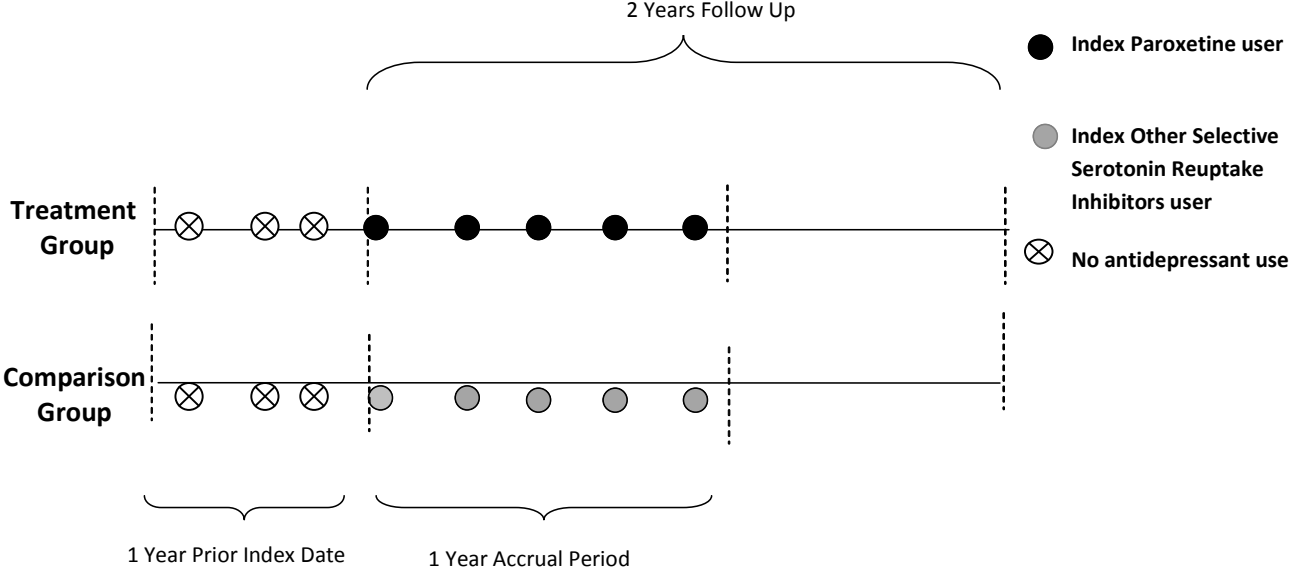 2 Years Follow Up
Index Paroxetine user
Index Other Selective
Serotonin Reuptake
Inhibitors user
No antidepressant use
Treatment
Group
Comparison
Group
1 Year Prior Index Date
1 Year Accrual Period